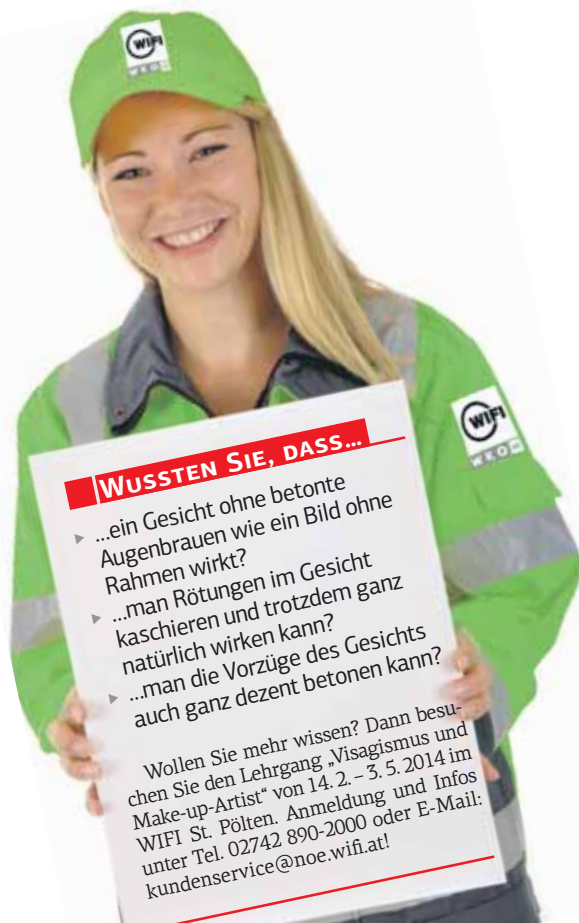 WIFI
WKO
WIFI
WKO
WUSSTEN SIE, DASS...
...ein Gesicht ohne betonte
Augenbrauen wie ein Bild ohne
Rahmen wirkt?
...man Rötungen im Gesicht
kaschieren und trotzdem ganz
natürlich wirken kann?
...man die Vorzüge des Gesichts
auch ganz dezent betonen kann?
Wollen Sie mehr wissen? Dann besu-
chen Sie den Lehrgang „Visagismus und
Make-up-Artist“ von 14. 2. – 3. 5. 2014 im
WIFI St. Pölten. Anmeldung und Infos
unter Tel. 02742 890-2000 oder E-Mail:
kundenservice@noe.wifi.at!